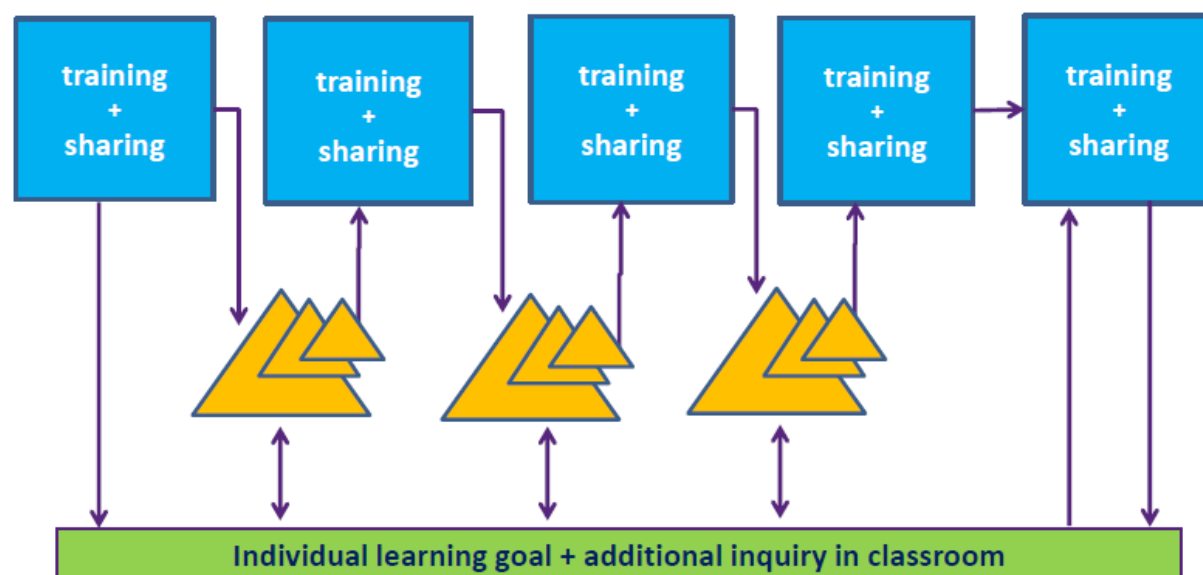 training
+
sharing
training
+
sharing
training
+
sharing
training
+
sharing
training
+
sharing
Individual learning goal + additional inquiry in classroom